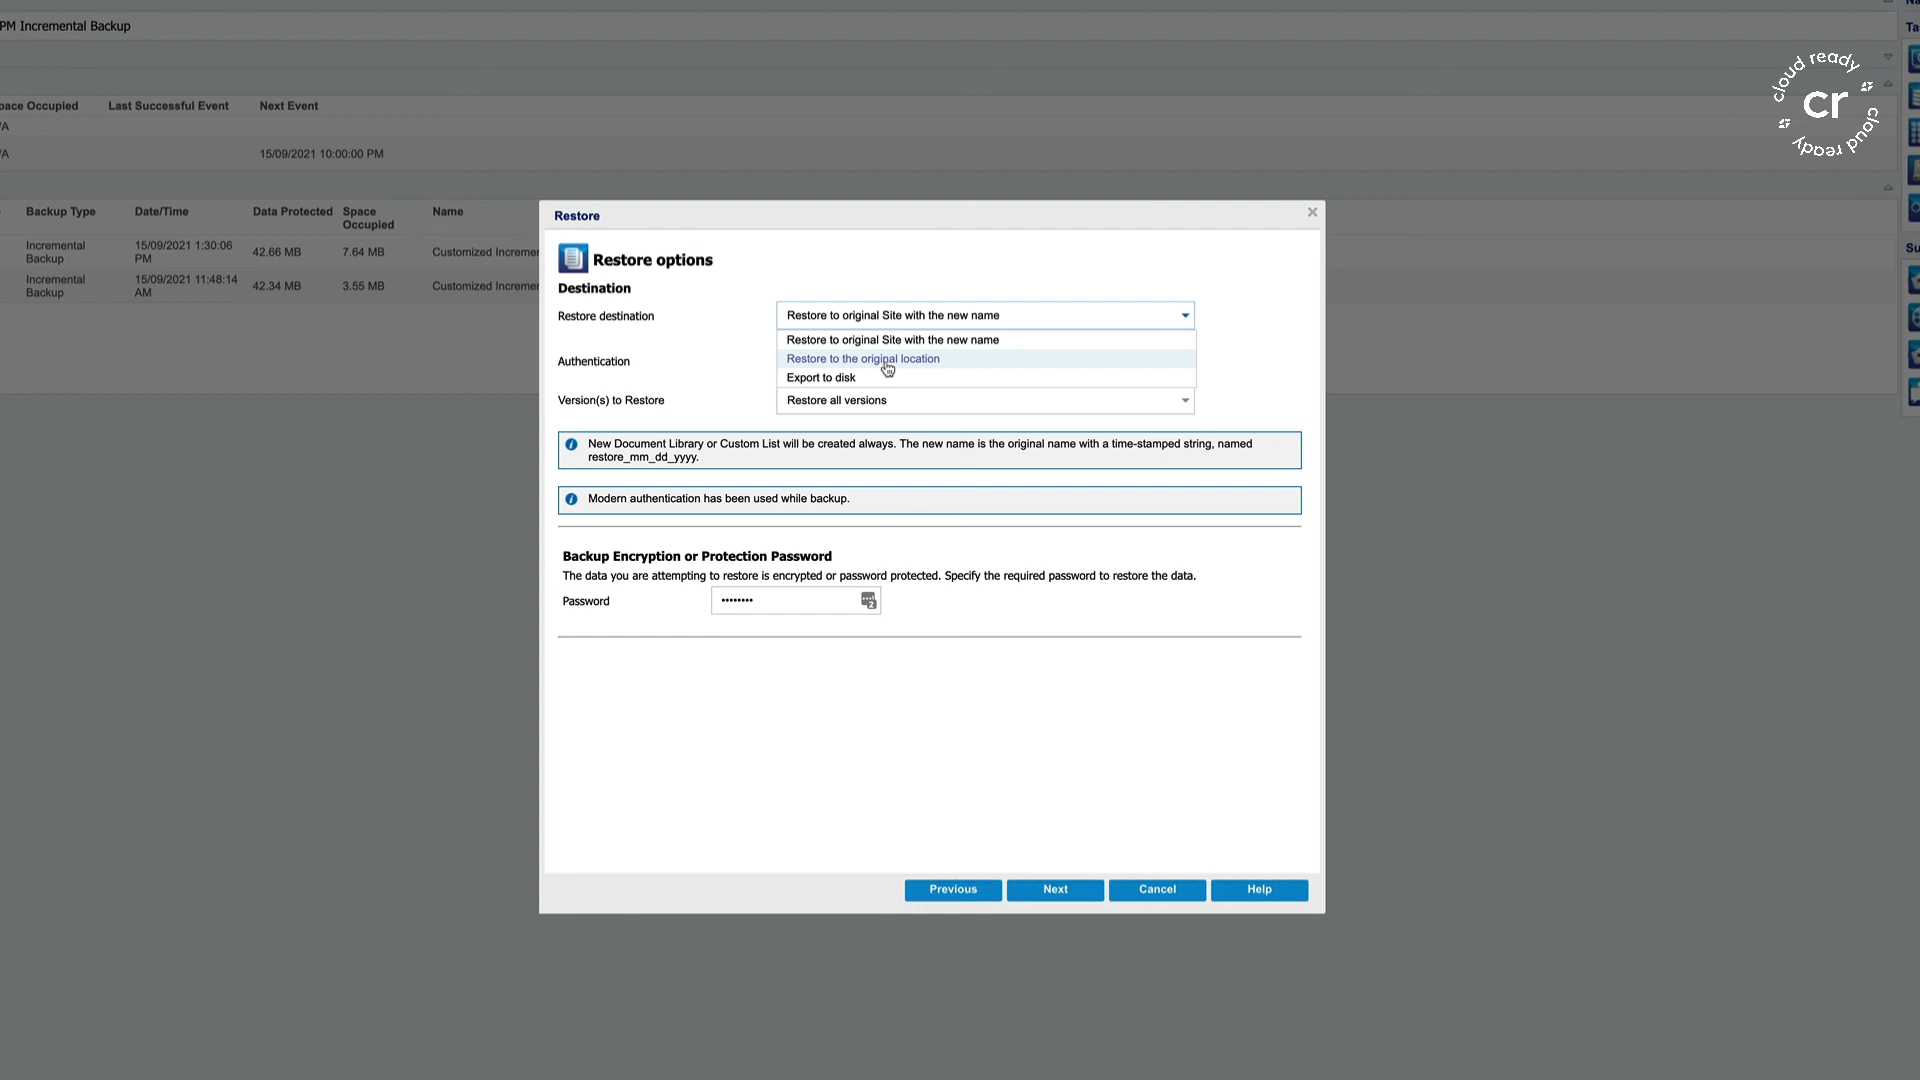 PM Incremental Backup
Space Occupied Last Successful Event Next Event
15/09/2021 10:00:00 PM
Backup Type Date/Time Data Protected Space Occupied Name
Incremental Backup 15/09/2021 1:30:06 PM 42.66 MB 7.64 MB Customized Incremen
Incremental Backup 15/09/2021 11:48:14 AM 42.34 MB 3.55 MB Customized Incremen
cloud ready
cr
cloud ready
Restore
Restore options
Destination
Restore destination
Restore to original Site with the new name
Restore to original Site with the new name
Restore to the original location
Authentication
Export to disk
Version(s) to Restore
Restore all versions
New Document Library or Custom List will be created always. The new name is the original name with a time-stamped string, named
restore_mm_dd_yyyy.
Modern authentication has been used while backup.
Backup Encryption or Protection Password
The data you are attempting to restore is encrypted or password protected. Specify the required password to restore the data.
Password ••••••••
Previous Next Cancel Help